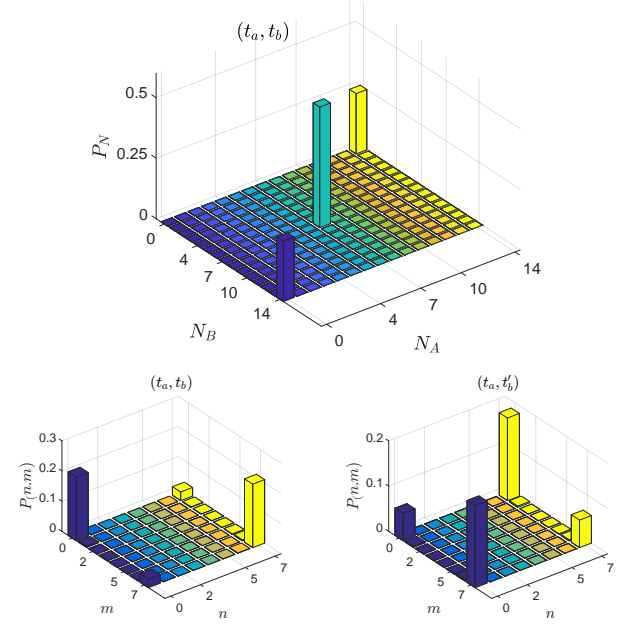 (t_a, t_b)
P_N
0.5
0.25
0
0 4 7 10 14
N_B
0 4 7 10 14
N_A
(t_a, t_b)
P_(n.m)
0.3
0.2
0.1
0
0 2 5 7
m
0 2 5 7
n
(t_a, t'_b)
P_(n.m)
0.2
0.1
0
0 2 5 7
m
0 2 5 7
n